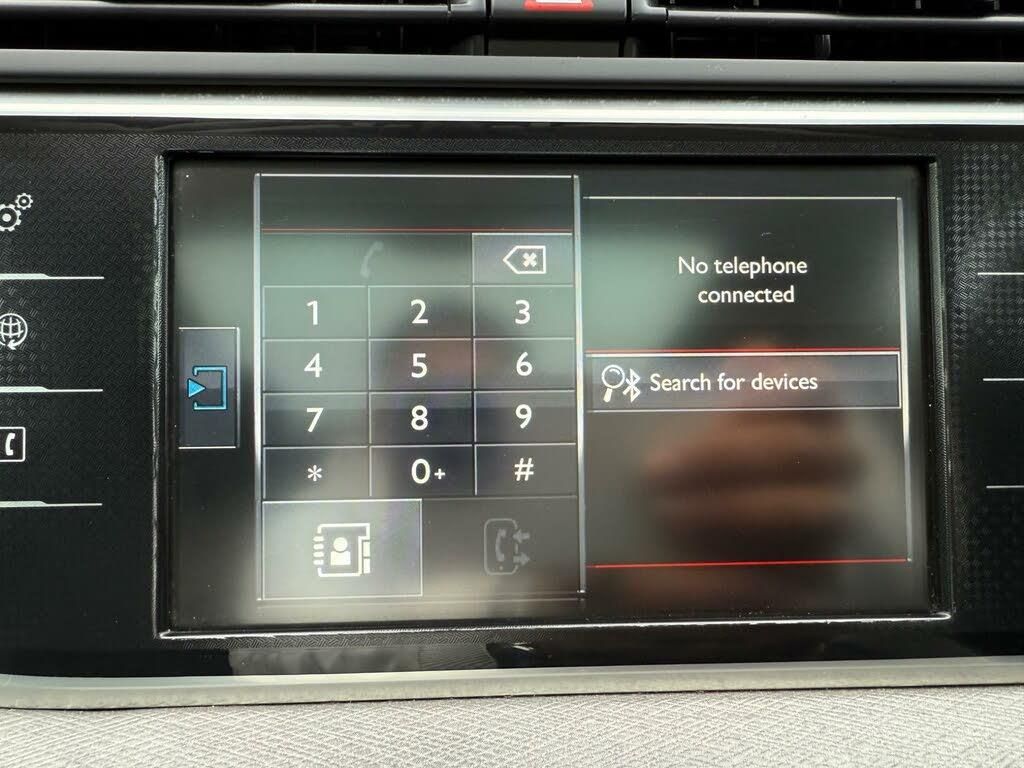 No telephone
connected
1 2 3
4 5 6
7 8 9
* 0+ #
Search for devices